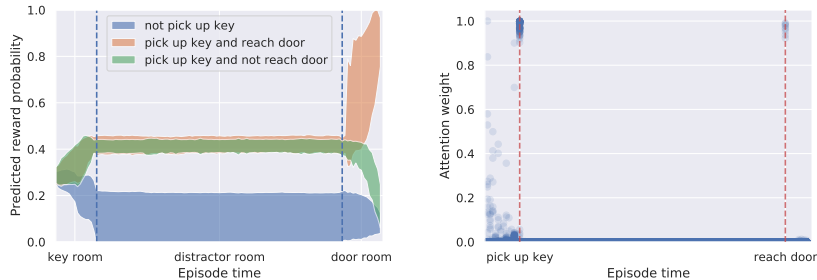 1.0
0.8
0.6
0.4
0.2
0.0
Predicted reward probability
not pick up key
pick up key and reach door
pick up key and not reach door
key room
distractor room
door room
Episode time
1.0
0.8
0.6
0.4
0.2
0.0
Attention weight
pick up key
reach door
Episode time